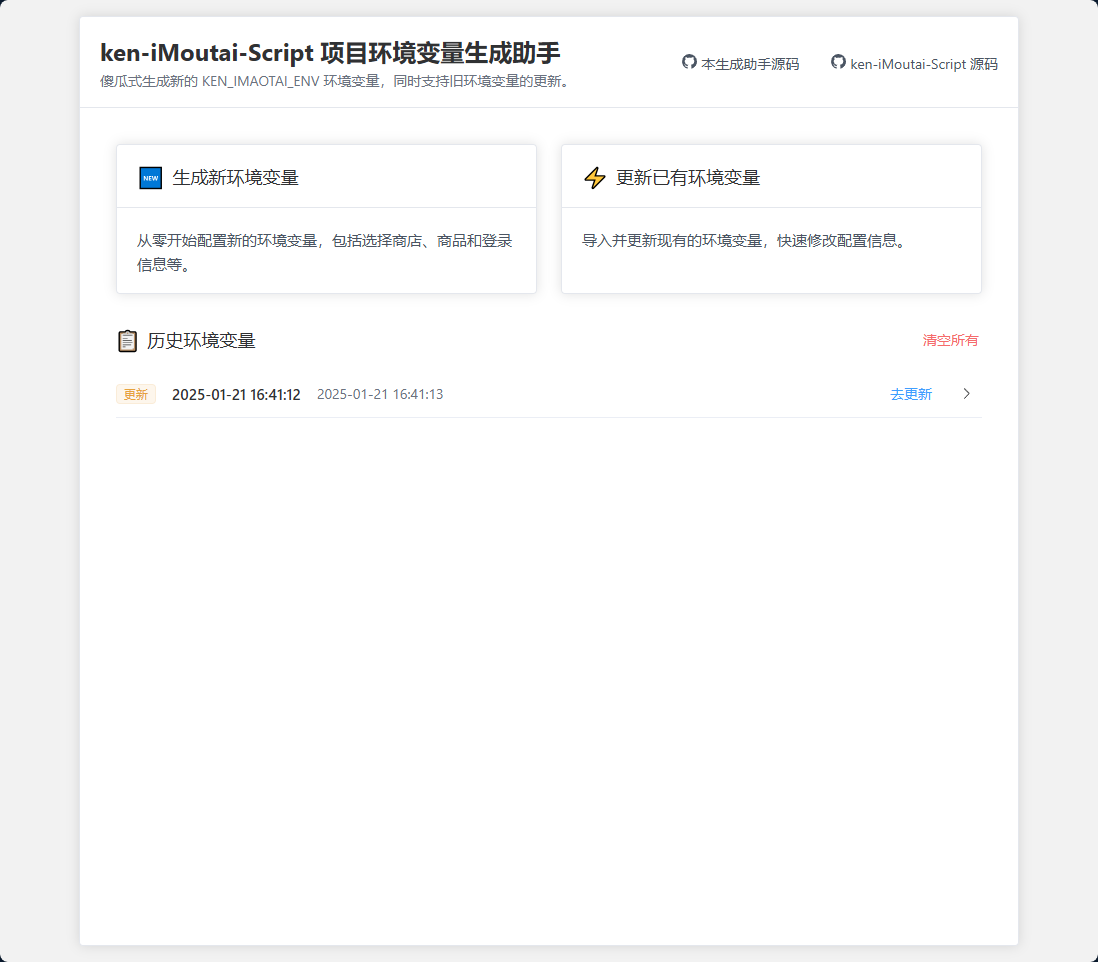 ken-iMoutai-Script 项目环境变量生成助手
傻瓜式生成新的 KEN_IMAOTAI_ENV 环境变量，同时支持旧环境变量的更新。
本生成助手源码
ken-iMoutai-Script 源码
NEW
生成新环境变量
从零开始配置新的环境变量，包括选择商店、商品和登录
信息等。
更新已有环境变量
导入并更新现有的环境变量，快速修改配置信息。
历史环境变量
清空所有
更新 2025-01-21 16:41:12 2025-01-21 16:41:13 去更新